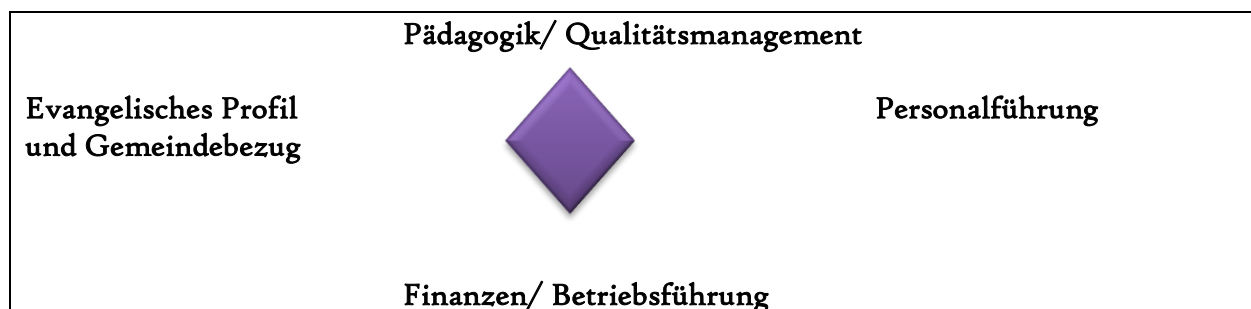 Pädagogik/ Qualitätsmanagement
Evangelisches Profil
und Gemeindebezug
Personalführung
Finanzen/ Betriebsführung